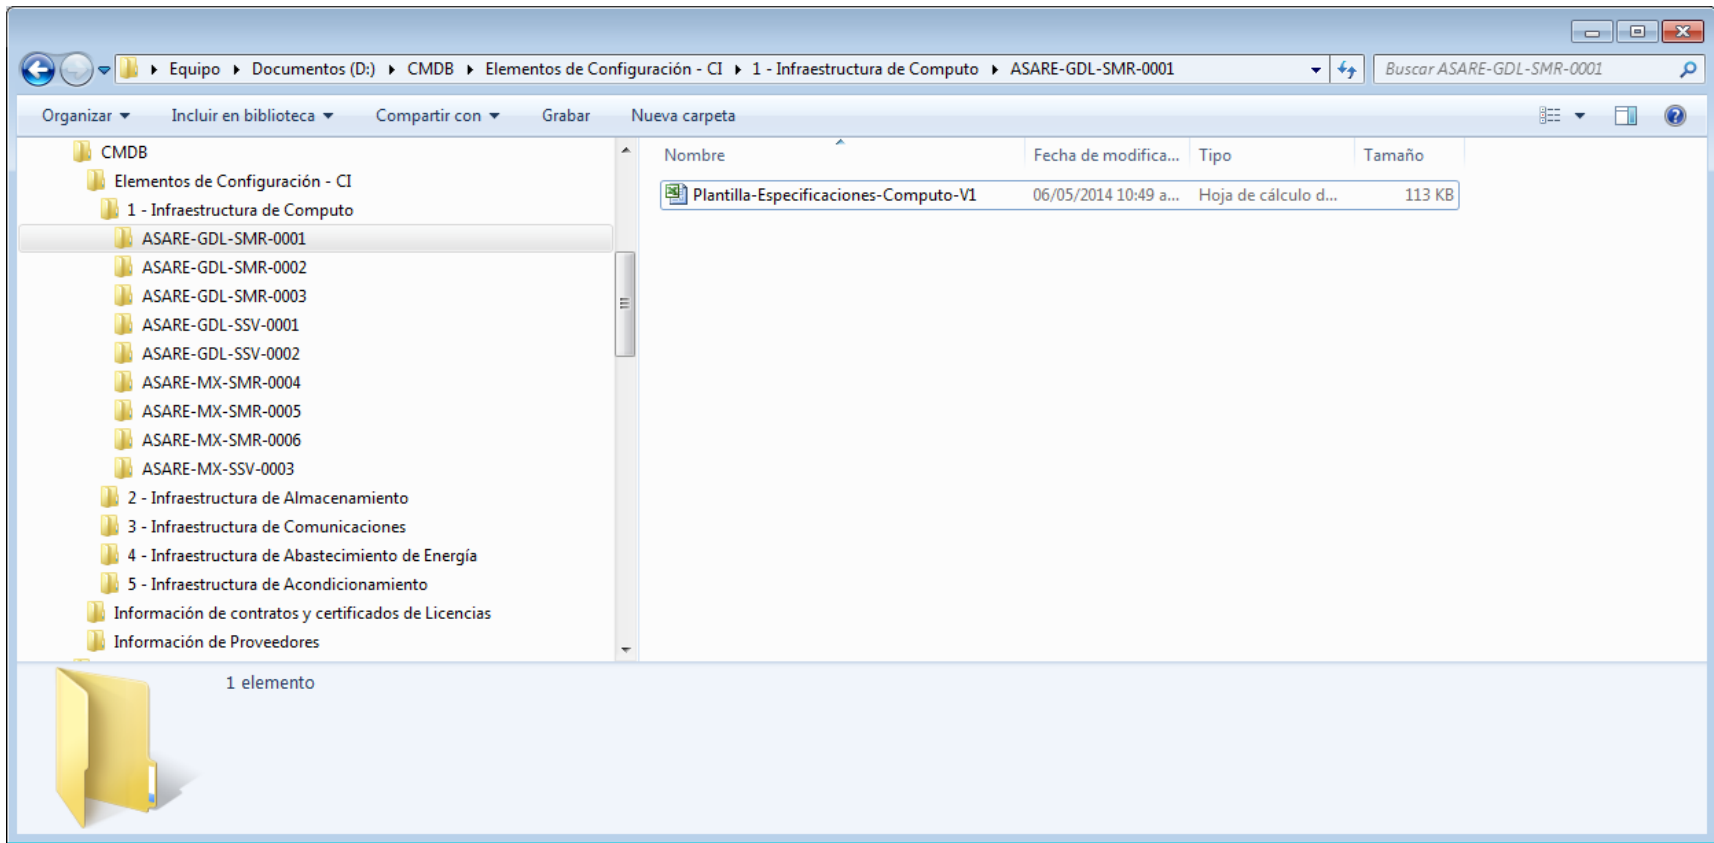 Equipo Documentos (D:) CMDB Elementos de Configuración - CI 1 - Infraestructura de Computo ASARE-GDL-SMR-0001 Buscar ASARE-GDL-SMR-0001
Organizar Incluir en biblioteca Compartir con Grabar Nueva carpeta
CMDB
Elementos de Configuración - CI
1 - Infraestructura de Computo
ASARE-GDL-SMR-0001
ASARE-GDL-SMR-0002
ASARE-GDL-SMR-0003
ASARE-GDL-SSV-0001
ASARE-GDL-SSV-0002
ASARE-MX-SMR-0004
ASARE-MX-SMR-0005
ASARE-MX-SMR-0006
ASARE-MX-SSV-0003
2 - Infraestructura de Almacenamiento
3 - Infraestructura de Comunicaciones
4 - Infraestructura de Abastecimiento de Energía
5 - Infraestructura de Acondicionamiento
Información de contratos y certificados de Licencias
Información de Proveedores
Nombre Fecha de modifica... Tipo Tamaño
Plantilla-Especificaciones-Computo-V1 06/05/2014 10:49 a... Hoja de cálculo d... 113 KB
1 elemento